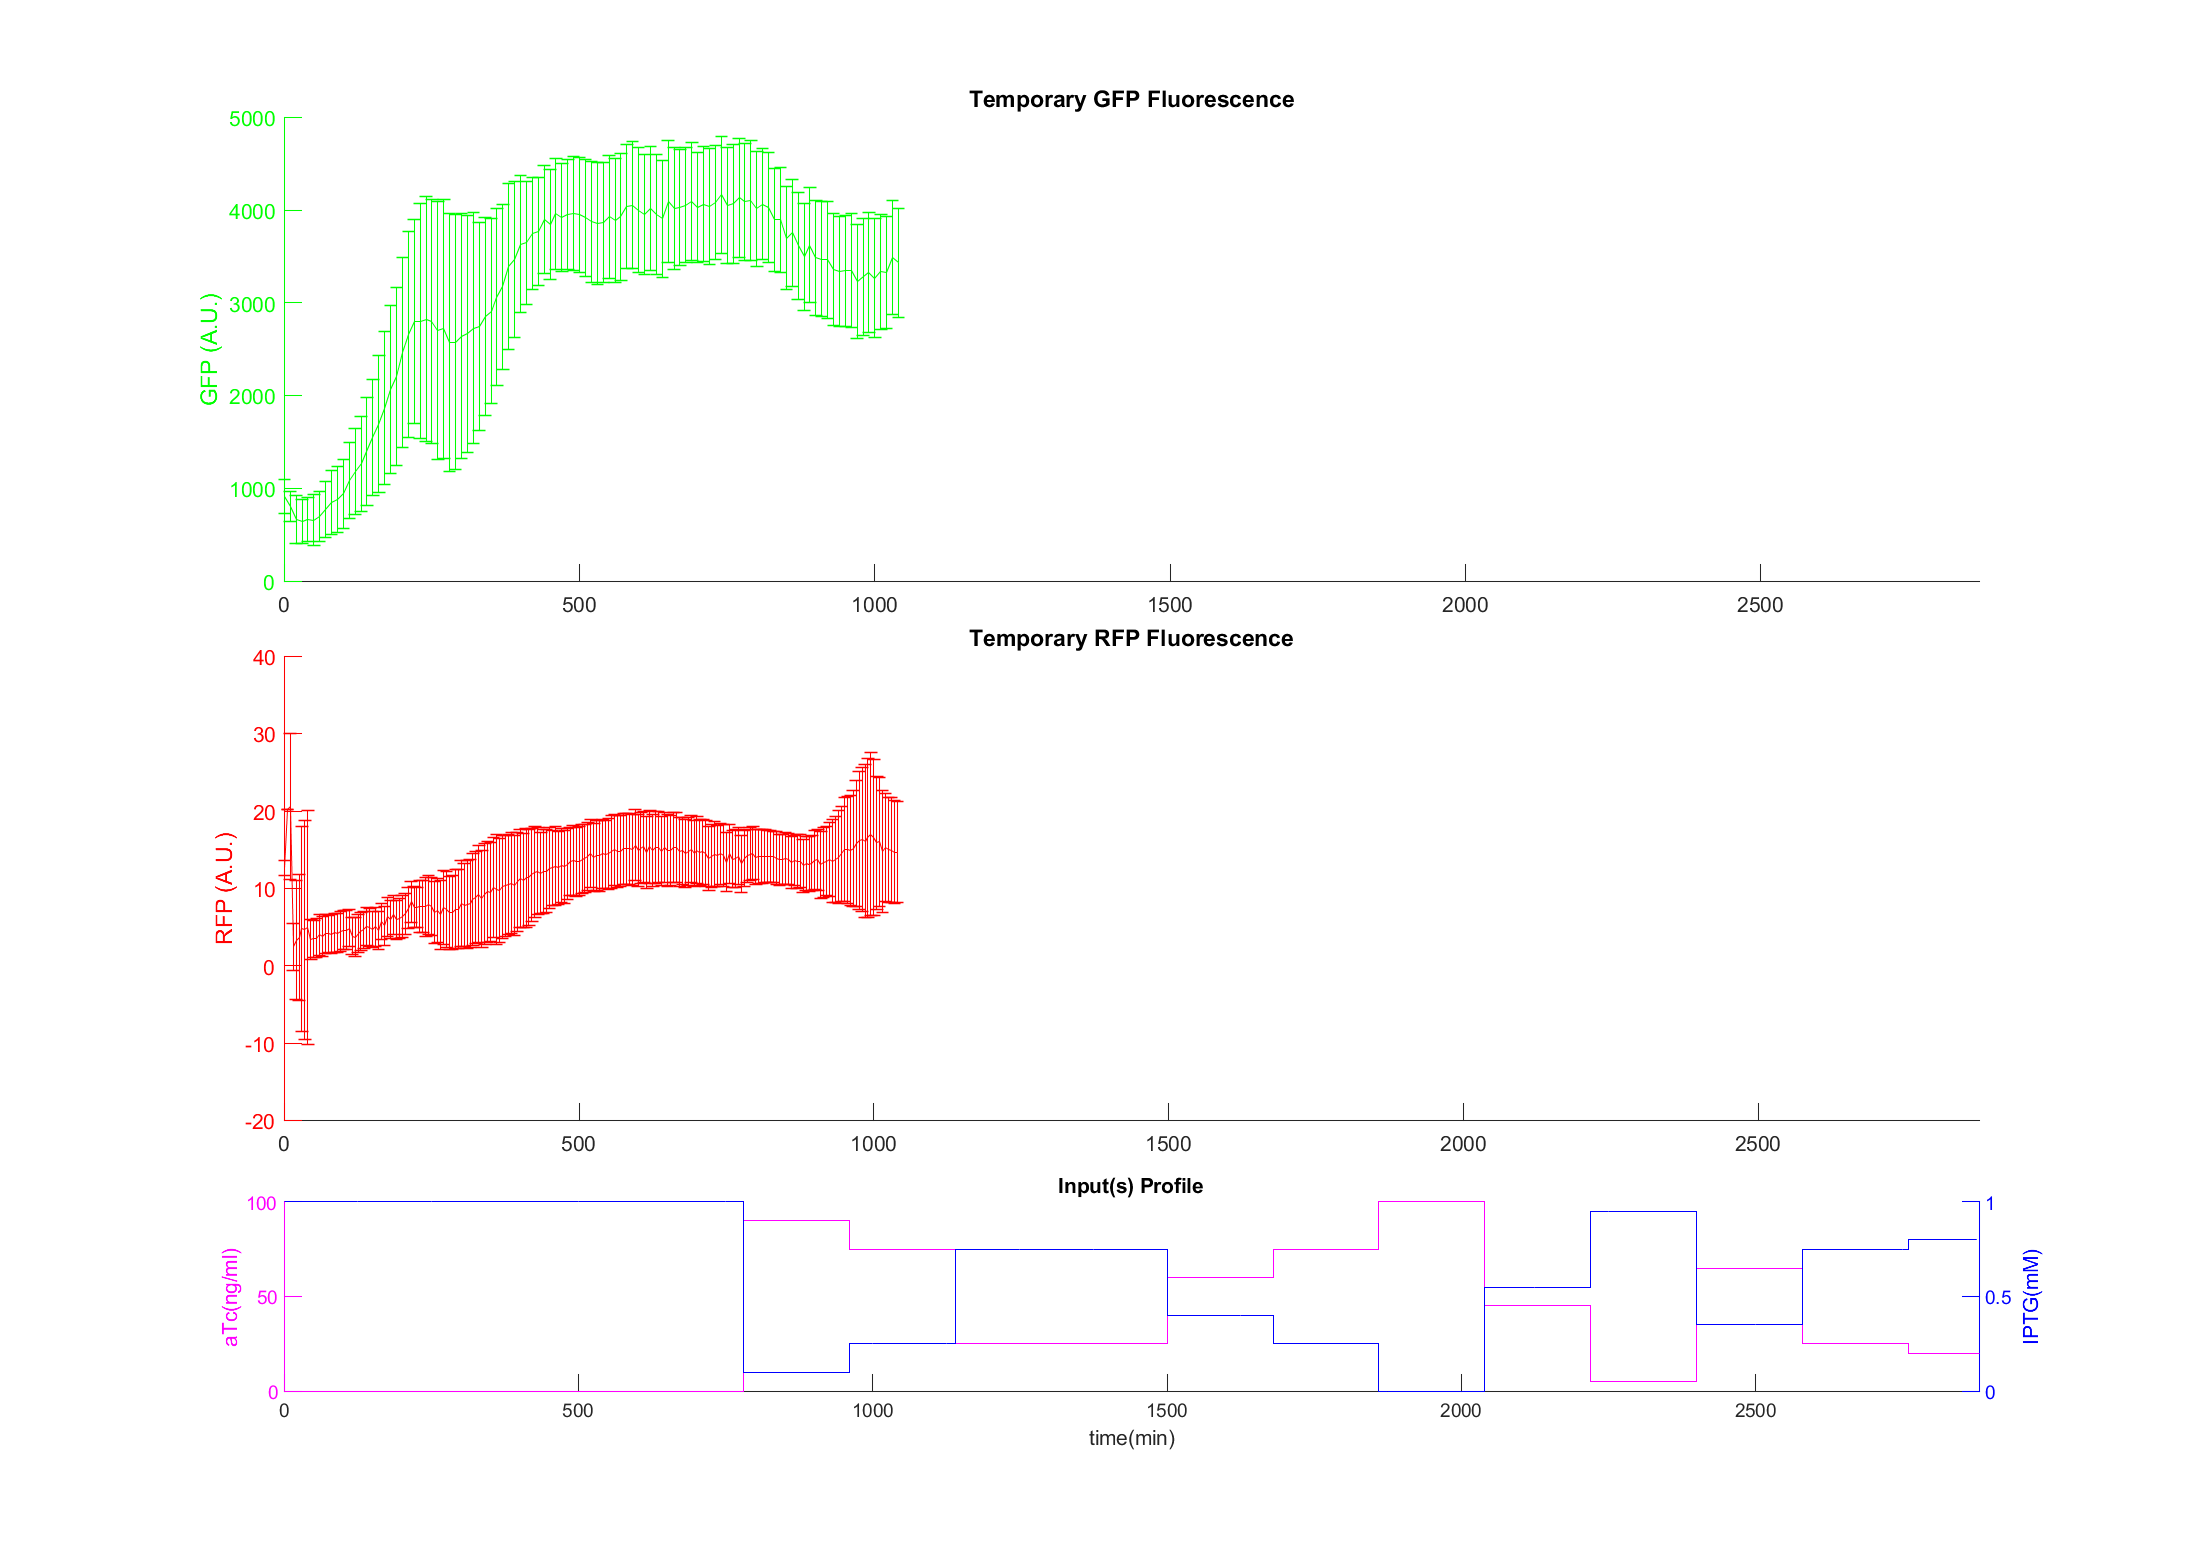 Temporary GFP Fluorescence
5000
4000
3000
2000
1000
0
GFP (A.U.)
0 500 1000 1500 2000 2500
Temporary RFP Fluorescence
40
30
20
10
0
-10
-20
RFP (A.U.)
0 500 1000 1500 2000 2500
Input(s) Profile
100
50
0
aTc(ng/ml)
1
0.5
0
IPTG(mM)
0 500 1000 1500 2000 2500
time(min)